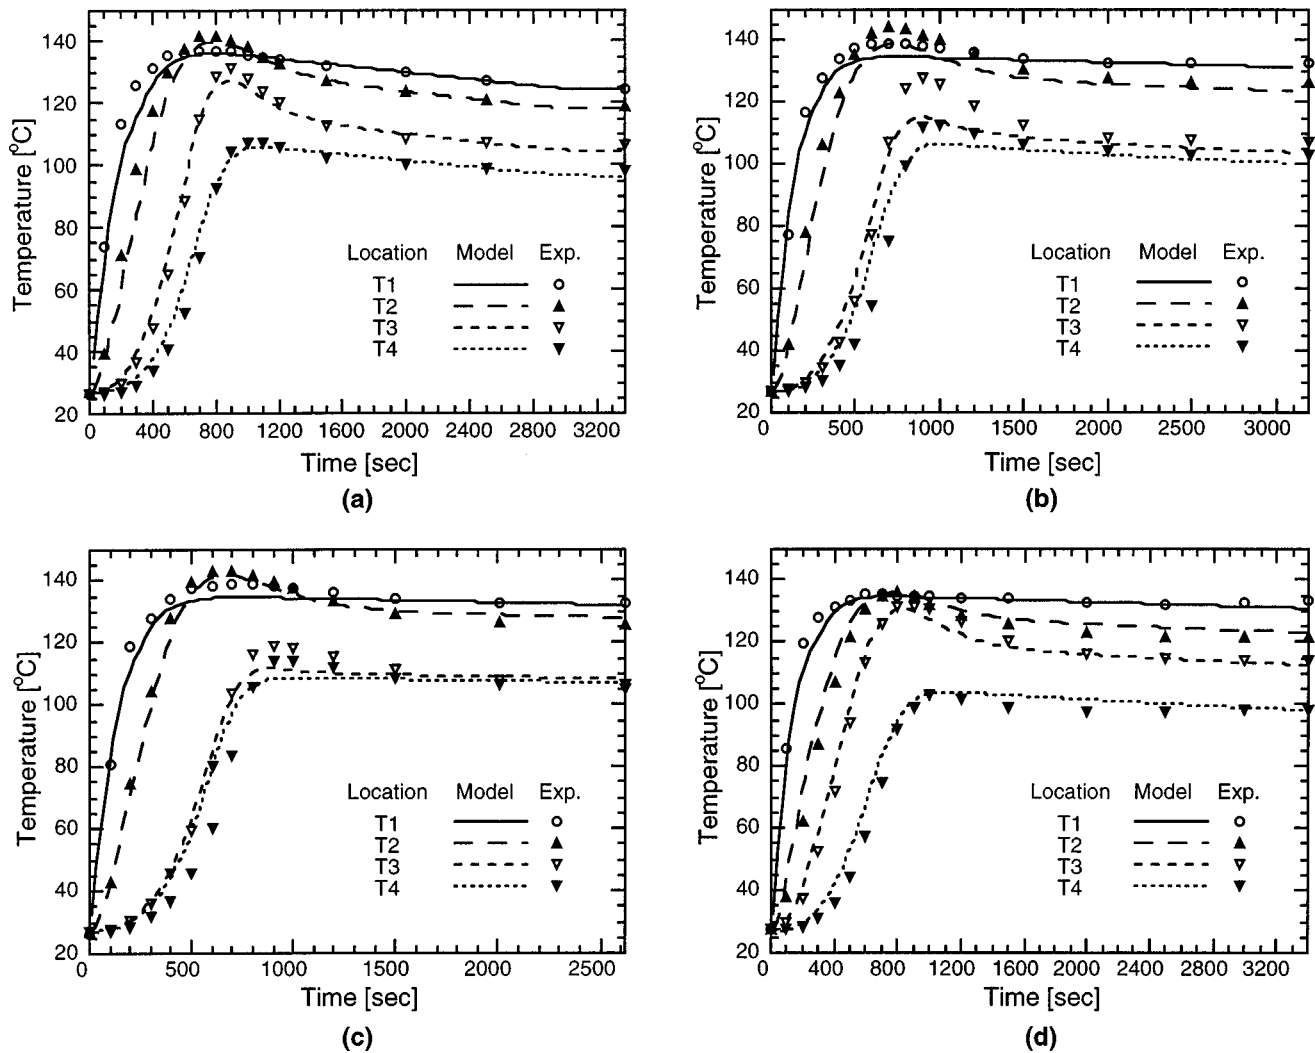 140
120
100
80
60
40
20
Temperature [°C]
0 400 800 1200 1600 2000 2400 2800 3200
Time [sec]
Location Model Exp.
T1
T2
T3
T4
(a)
140
120
100
80
60
40
20
Temperature [°C]
0 500 1000 1500 2000 2500 3000
Time [sec]
Location Model Exp.
T1
T2
T3
T4
(b)
140
120
100
80
60
40
20
Temperature [°C]
0 500 1000 1500 2000 2500
Time [sec]
Location Model Exp.
T1
T2
T3
T4
(c)
140
120
100
80
60
40
20
Temperature [°C]
0 400 800 1200 1600 2000 2400 2800 3200
Time [sec]
Location Model Exp.
T1
T2
T3
T4
(d)